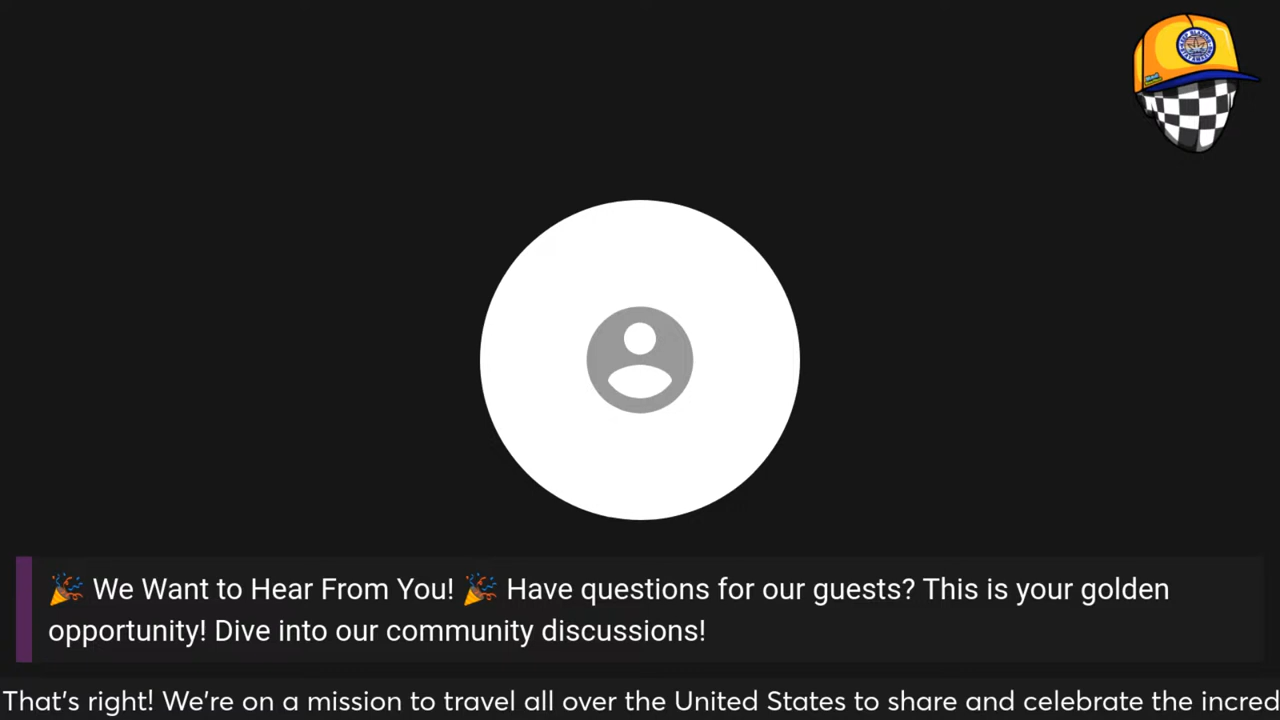 🎉 We Want to Hear From You! 🎉 Have questions for our guests? This is your golden
opportunity! Dive into our community discussions!
That's right! We're on a mission to travel all over the United States to share and celebrate the incred